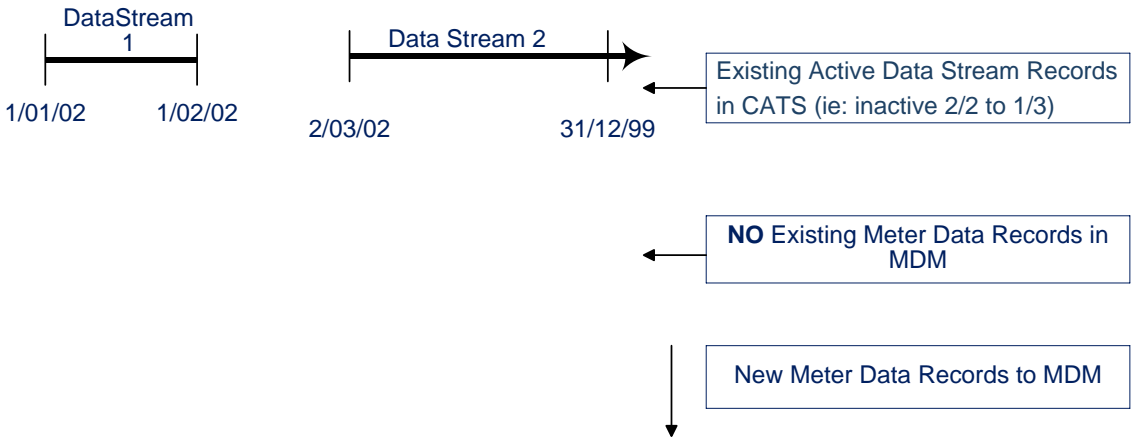 DataStream
1
Data Stream 2
1/01/02
1/02/02
2/03/02
31/12/99
Existing Active Data Stream Records
in CATS (ie: inactive 2/2 to 1/3)
NO Existing Meter Data Records in
MDM
New Meter Data Records to MDM